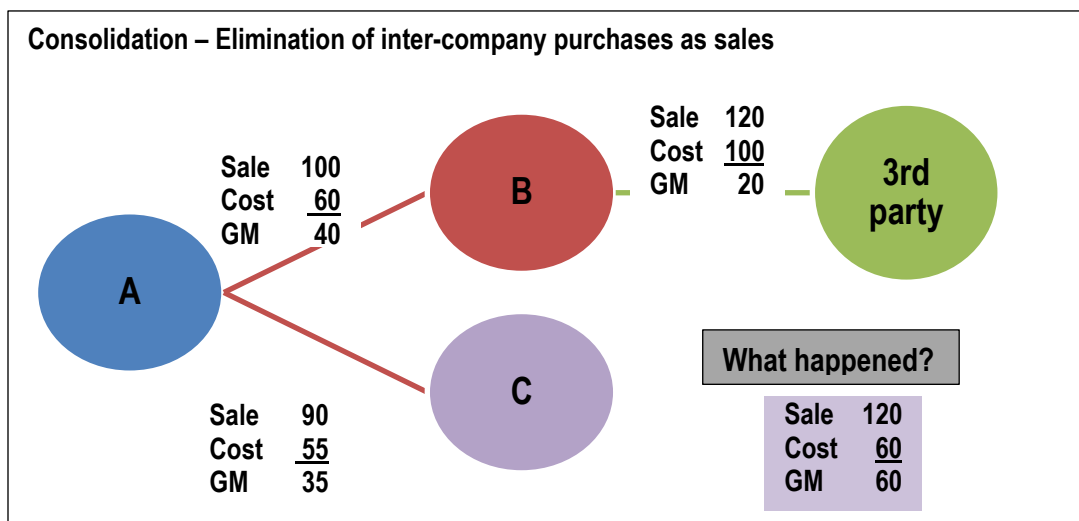 Consolidation – Elimination of inter-company purchases as sales
Sale 100
Cost 60
GM 40
Sale 120
Cost 100
GM 20
A
B
3rd
party
C
Sale 90
Cost 55
GM 35
What happened?
Sale 120
Cost 60
GM 60